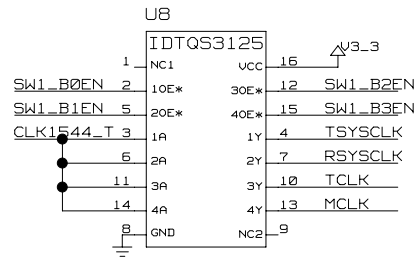 U8
IDTQS3125
1 NC1 VCC 16 V3_3
SW1_B0EN 2 1OE* 3OE* 12 SW1_B2EN
SW1_B1EN 5 2OE* 4OE* 15 SW1_B3EN
CLK1544_T 3 1A 1Y 4 TSYSCLK
6 2A 2Y 7 RSYSCLK
11 3A 3Y 10 TCLK
14 4A 4Y 13 MCLK
8 GND NC2 9